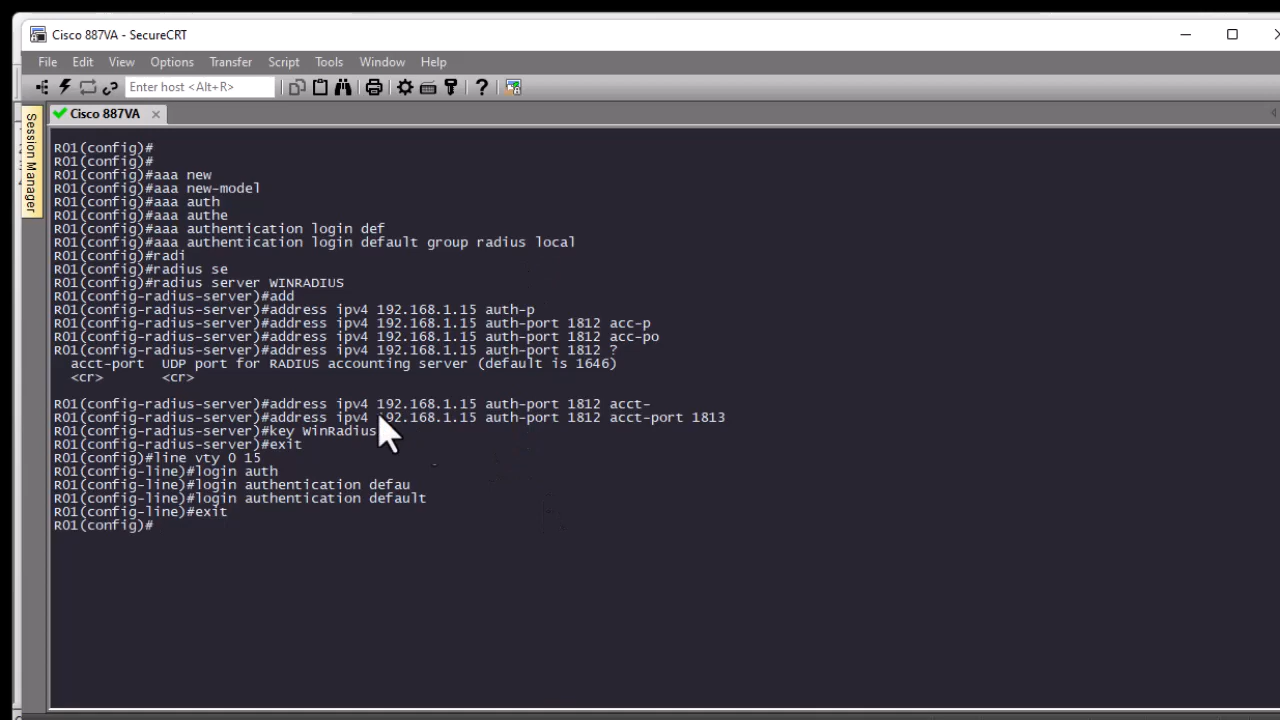 Cisco 887VA - SecureCRT
File Edit View Options Transfer Script Tools Window Help
Enter host <Alt+R>
Session Manager
Cisco 887VA
R01(config)#
R01(config)#
R01(config)#aaa new
R01(config)#aaa new-model
R01(config)#aaa auth
R01(config)#aaa authe
R01(config)#aaa authentication login def
R01(config)#aaa authentication login default group radius local
R01(config)#radi
R01(config)#radius se
R01(config)#radius server WINRADIUS
R01(config-radius-server)#add
R01(config-radius-server)#address ipv4 192.168.1.15 auth-p
R01(config-radius-server)#address ipv4 192.168.1.15 auth-port 1812 acc-p
R01(config-radius-server)#address ipv4 192.168.1.15 auth-port 1812 acc-po
R01(config-radius-server)#address ipv4 192.168.1.15 auth-port 1812 ?
acct-port UDP port for RADIUS accounting server (default is 1646)
<cr> <cr>
R01(config-radius-server)#address ipv4 192.168.1.15 auth-port 1812 acct-
R01(config-radius-server)#address ipv4 192.168.1.15 auth-port 1812 acct-port 1813
R01(config-radius-server)#key WinRadius
R01(config-radius-server)#exit
R01(config)#line vty 0 15
R01(config-line)#login auth
R01(config-line)#login authentication defau
R01(config-line)#login authentication default
R01(config-line)#exit
R01(config)#